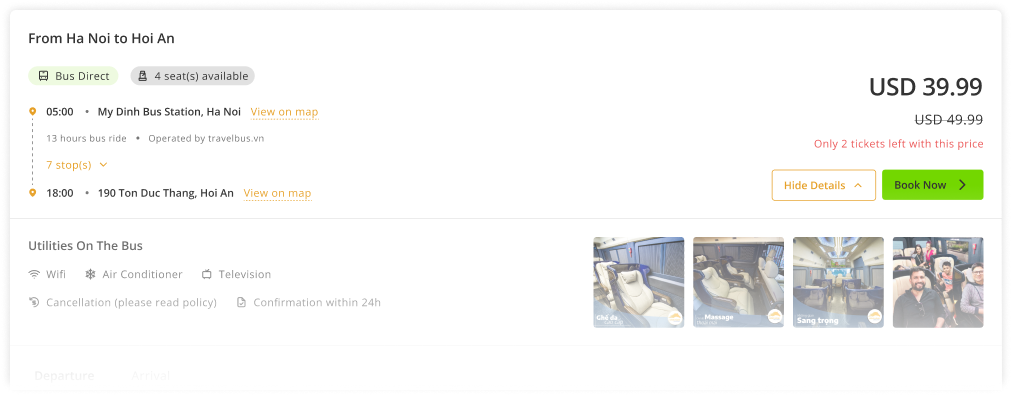 From Ha Noi to Hoi An
Bus Direct 4 seat(s) available
USD 39.99
05:00 • My Dinh Bus Station, Ha Noi View on map
USD 49.99
13 hours bus ride • Operated by travelbus.vn
Only 2 tickets left with this price
7 stop(s)
18:00 • 190 Ton Duc Thang, Hoi An View on map
Hide Details
Book Now
Utilities On The Bus
Wifi Air Conditioner Television
Cancellation (please read policy) Confirmation within 24h
Ghế da
Massage
Sang trọng
Departure Arrival